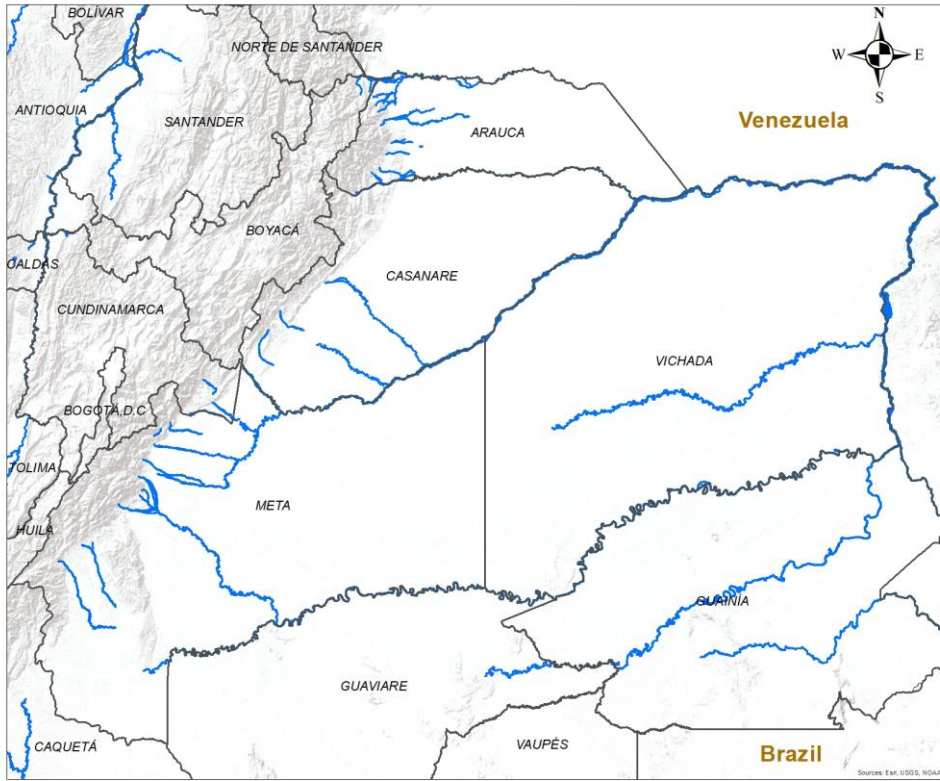 BOLÍVAR
N
NORTE DE SANTANDER
W
E
S
ANTIOQUIA
SANTANDER
ARAUCA
Venezuela
BOYACÁ
CALDAS
CASANARE
CUNDINAMARCA
VICHADA
BOGOTÁ,D.C
TOLIMA
META
HUILA
GUAINÍA
GUAVIARE
CAQUETÁ
VAUPÉS
Brazil
Sources: Esri, USGS, NOAA